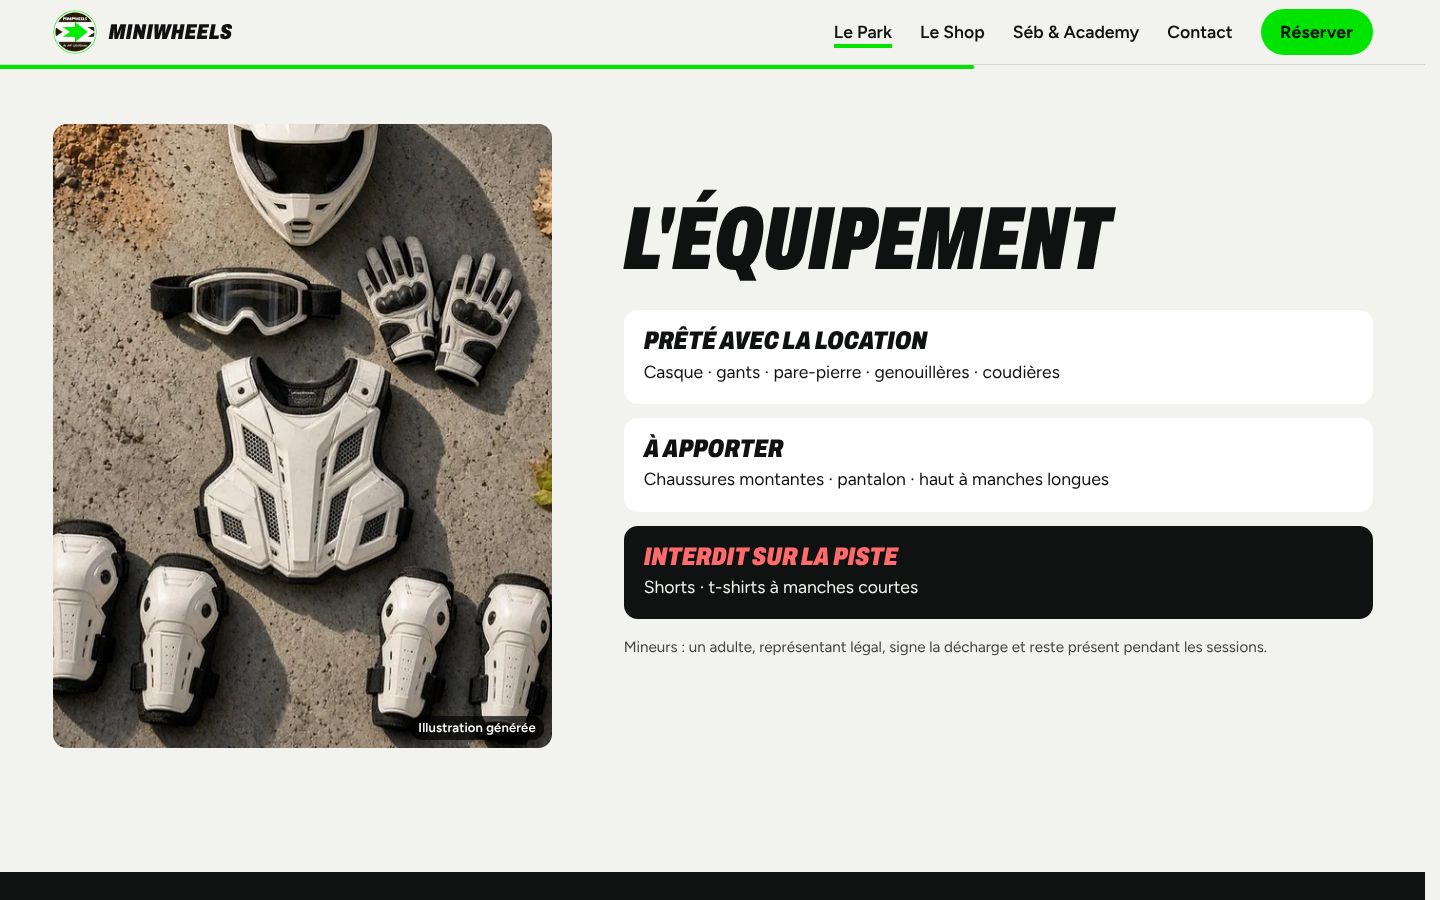 MINIWHEELS
Le Park
Le Shop
Séb & Academy
Contact
Réserver
L'ÉQUIPEMENT
PRÊTÉ AVEC LA LOCATION
Casque · gants · pare-pierre · genouillères · coudières
À APPORTER
Chaussures montantes · pantalon · haut à manches longues
INTERDIT SUR LA PISTE
Shorts · t-shirts à manches courtes
Mineurs : un adulte, représentant légal, signe la décharge et reste présent pendant les sessions.
Illustration générée